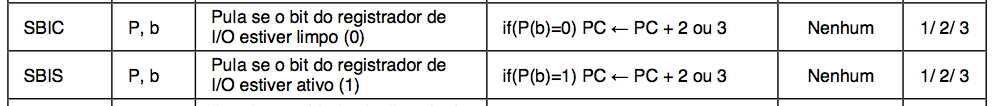 SBIC P, b Pula se o bit do registrador de I/O estiver limpo (0) if(P(b)=0) PC ← PC + 2 ou 3 Nenhum 1/ 2/ 3
SBIS P, b Pula se o bit do registrador de I/O estiver ativo (1) if(P(b)=1) PC ← PC + 2 ou 3 Nenhum 1/ 2/ 3